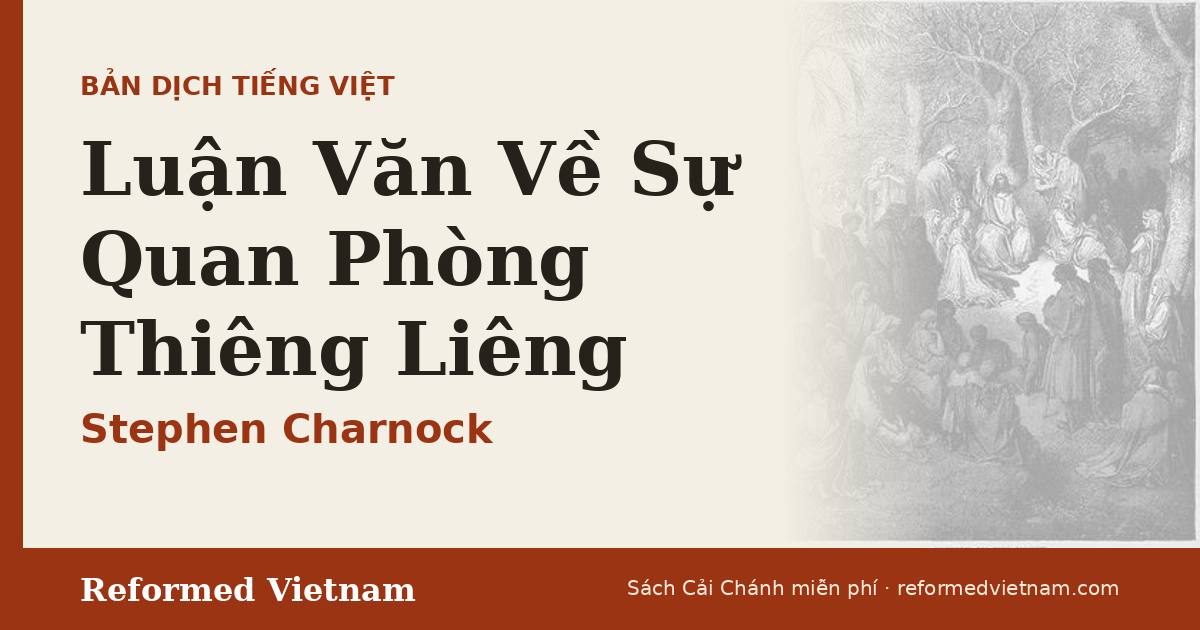 BẢN DỊCH TIẾNG VIỆT
Luận Văn Về Sự
Quan Phòng
Thiêng Liêng
Stephen Charnock
Reformed Vietnam
Sách Cải Chánh miễn phí · reformedvietnam.com